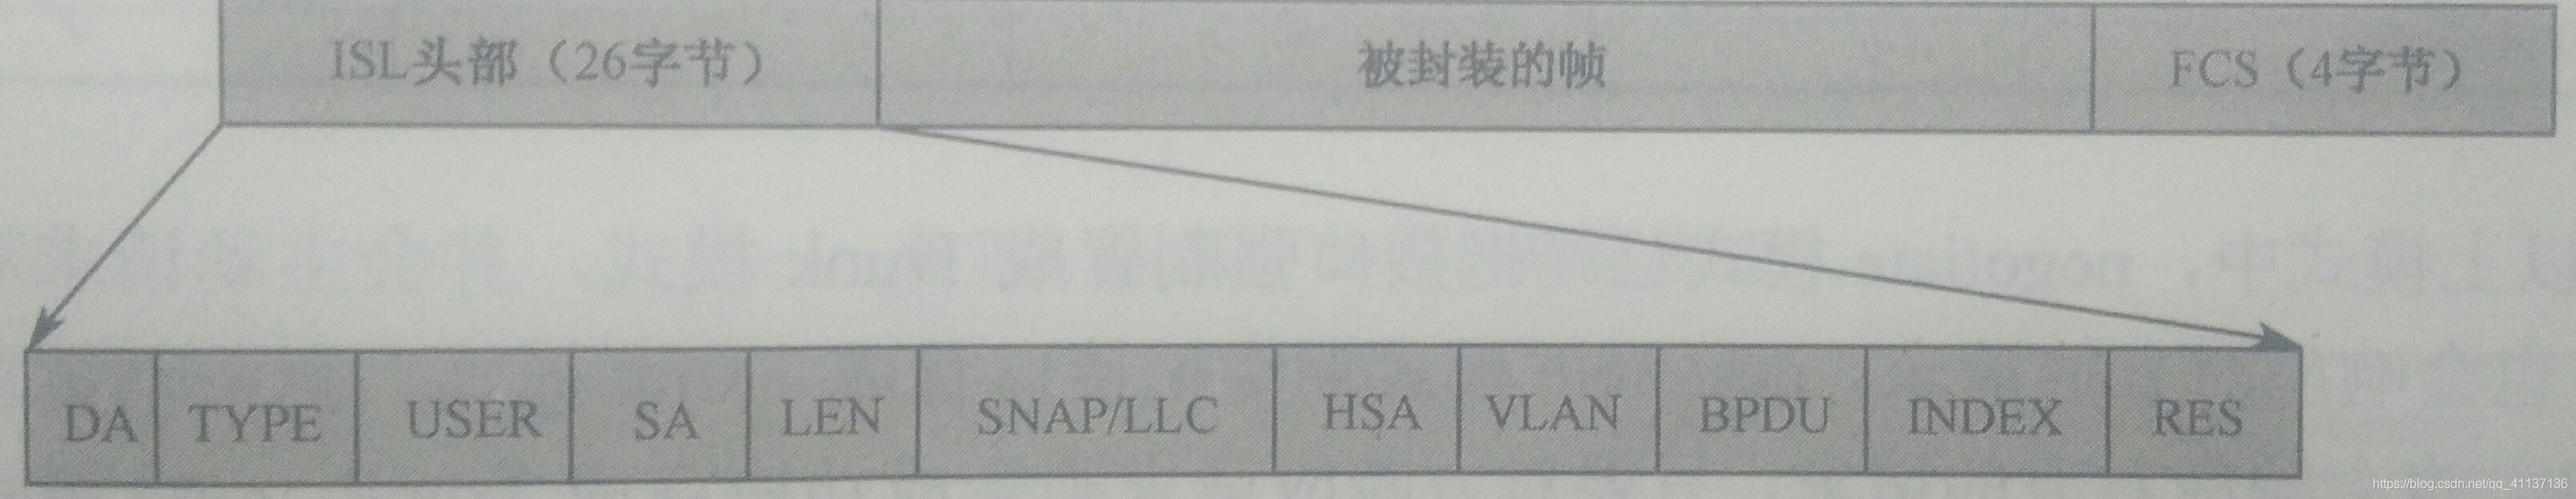 ISL头部（26字节） 被封装的帧 FCS（4字节）
DA TYPE USER SA LEN SNAP/LLC HSA VLAN BPDU INDEX RES
https://blog.csdn.net/qq_41137136